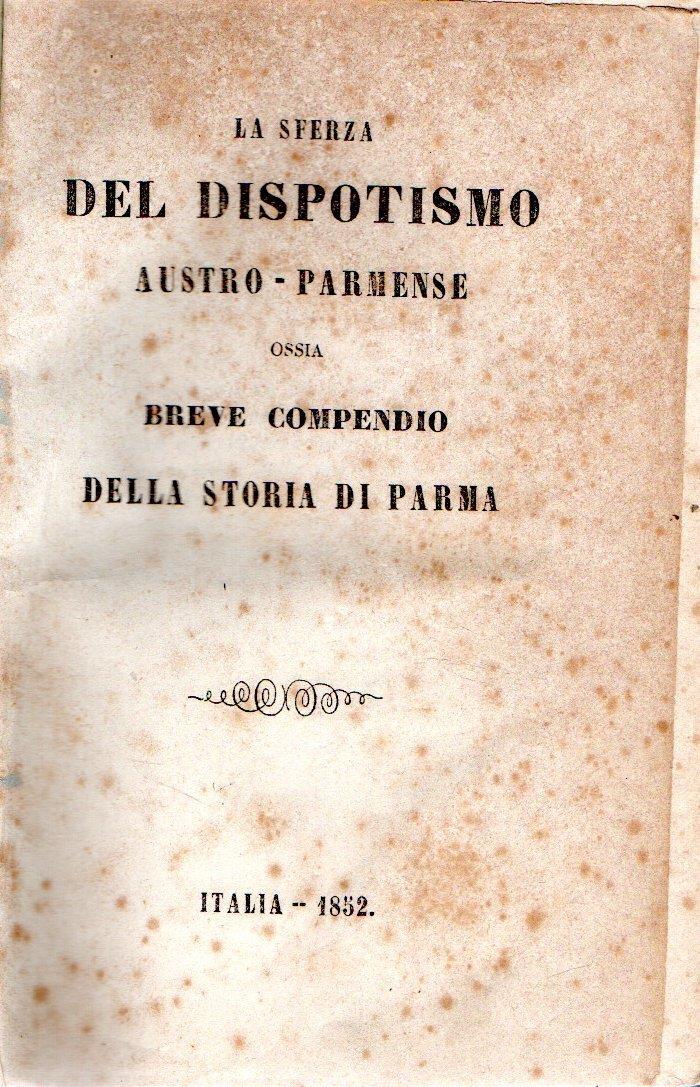 LA SFERZA
DEL DISPOTISMO
AUSTRO - PARMENSE
OSSIA
BREVE COMPENDIO
DELLA STORIA DI PARMA
ITALIA -- 1852.